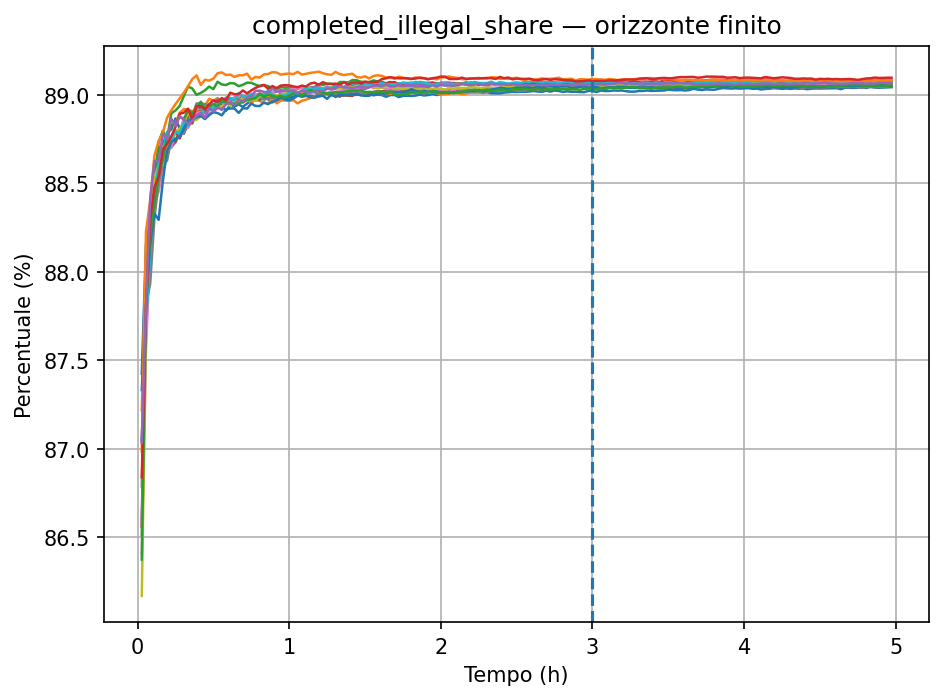 completed_illegal_share — orizzonte finito
Percentuale (%)
89.0
88.5
88.0
87.5
87.0
86.5
0 1 2 3 4 5
Tempo (h)